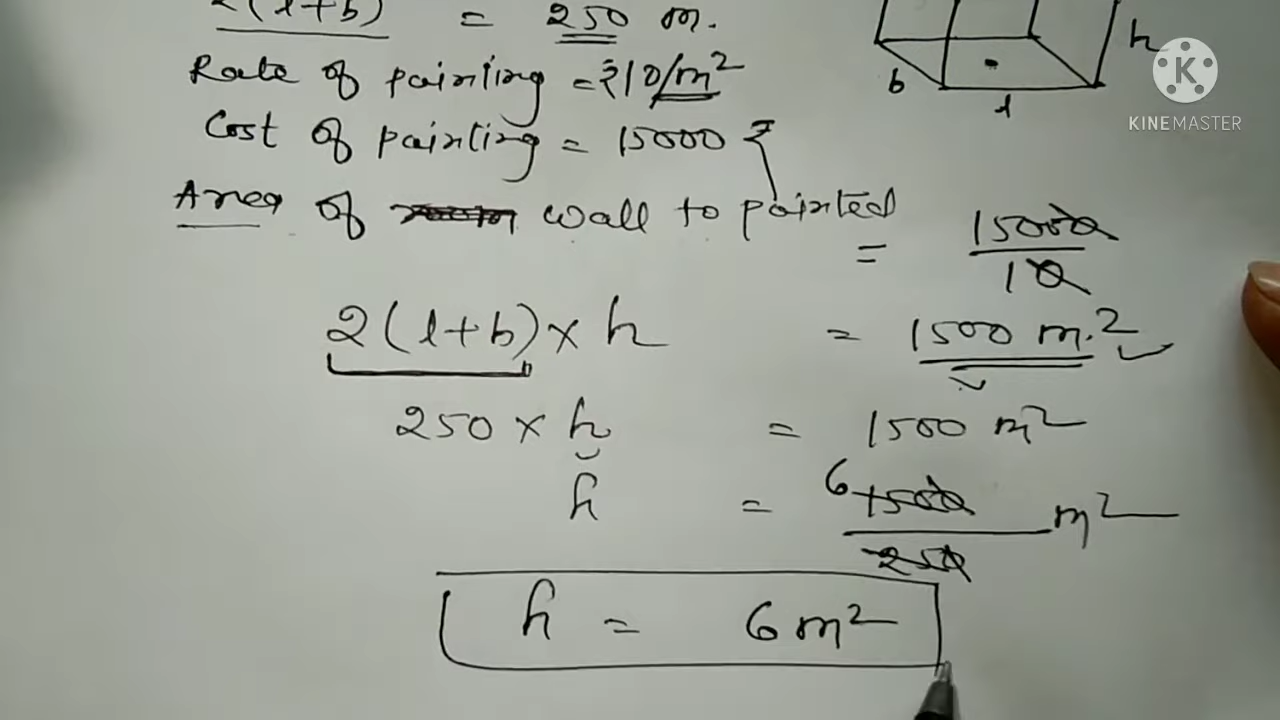 2(l+b) = 250 m.
h
Rate of painting = ₹10/m²
b
l
KINEMASTER
Cost of painting = 15000 ₹
Area of wall to painted
= 15000/10
2(l+b) × h = 1500 m.²
250 × h = 1500 m²
h = 6 1500/250 m²
h = 6 m²